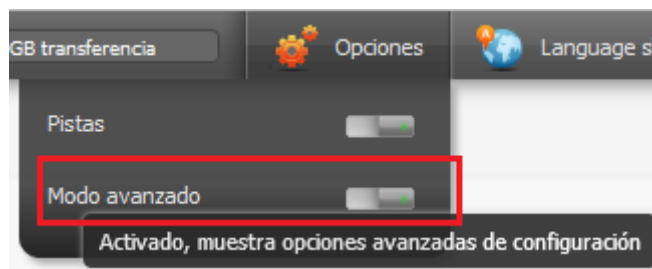 GB transferencia
Opciones
Language s
Pistas
Modo avanzado
Activado, muestra opciones avanzadas de configuración